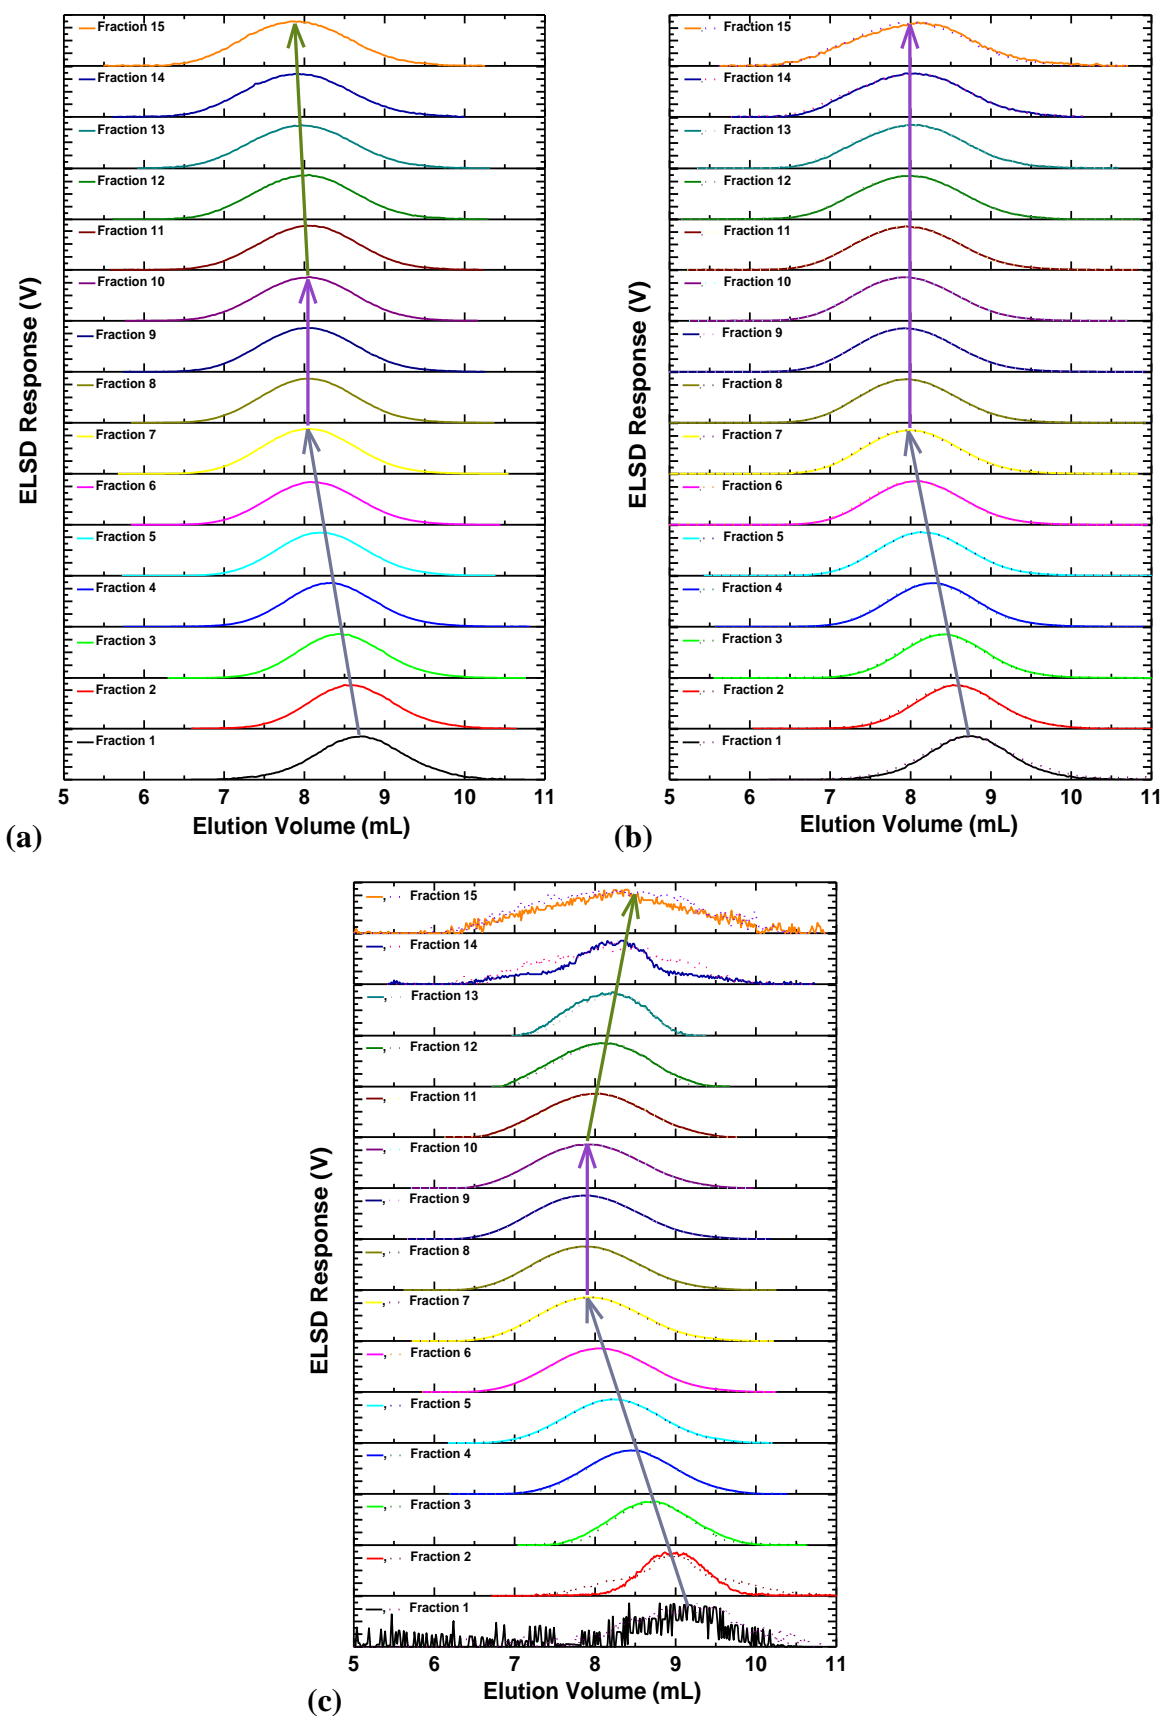 Fraction 15
Fraction 14
Fraction 13
Fraction 12
Fraction 11
Fraction 10
Fraction 9
Fraction 8
Fraction 7
Fraction 6
Fraction 5
Fraction 4
Fraction 3
Fraction 2
Fraction 1
5 6 7 8 9 10 11
ELSD Response (V)
Elution Volume (mL)
(a)
Fraction 15
Fraction 14
Fraction 13
Fraction 12
Fraction 11
Fraction 10
Fraction 9
Fraction 8
Fraction 7
Fraction 6
Fraction 5
Fraction 4
Fraction 3
Fraction 2
Fraction 1
5 6 7 8 9 10 11
ELSD Response (V)
Elution Volume (mL)
(b)
, Fraction 15
, Fraction 14
, Fraction 13
, Fraction 12
, Fraction 11
, Fraction 10
, Fraction 9
, Fraction 8
, Fraction 7
, Fraction 6
, Fraction 5
, Fraction 4
, Fraction 3
, Fraction 2
, Fraction 1
5 6 7 8 9 10 11
ELSD Response (V)
Elution Volume (mL)
(c)